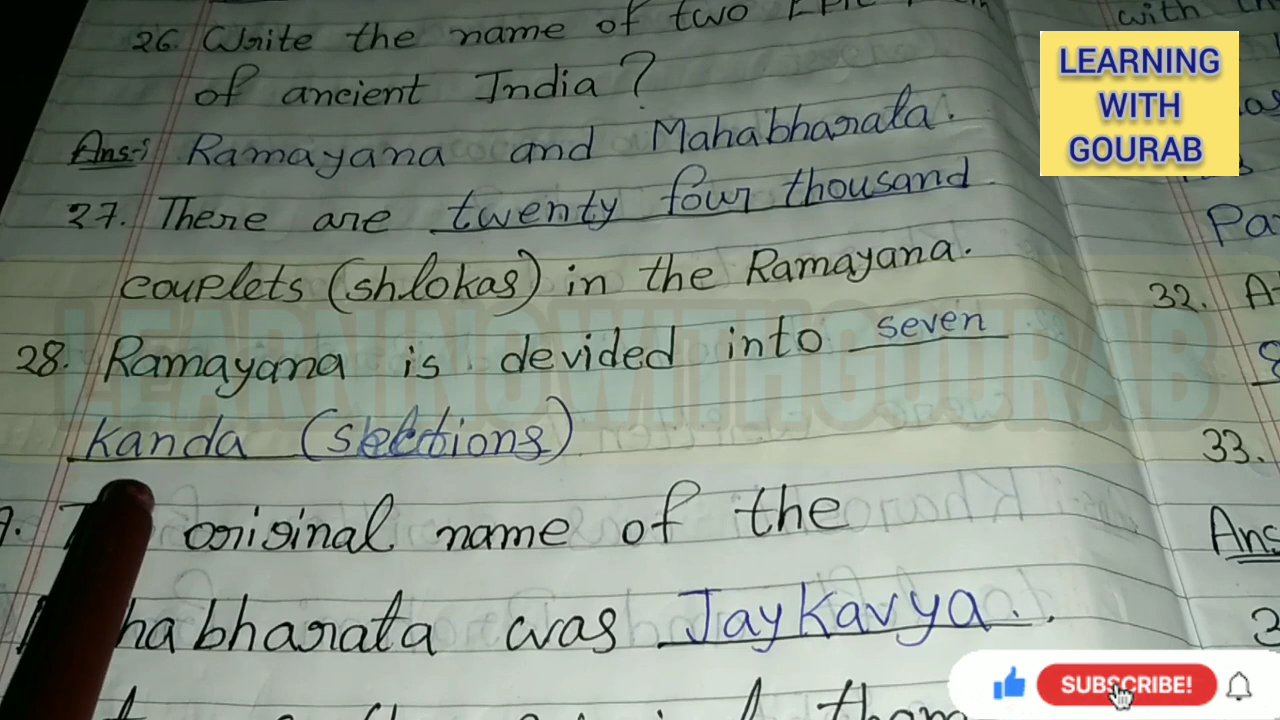 26. Write the name of two
of ancient India?
Ans:- Ramayana and Mahabharata.
27. There are twenty four thousand
couplets (shlokas) in the Ramayana.
28. Ramayana is devided into seven
kanda (sections)
original name of the
habharata was Jaykavya.
with
32.
33.
Ans
LEARNING
WITH
GOURAB
LEARNINGWITHGOURAB
SUBSCRIBE!